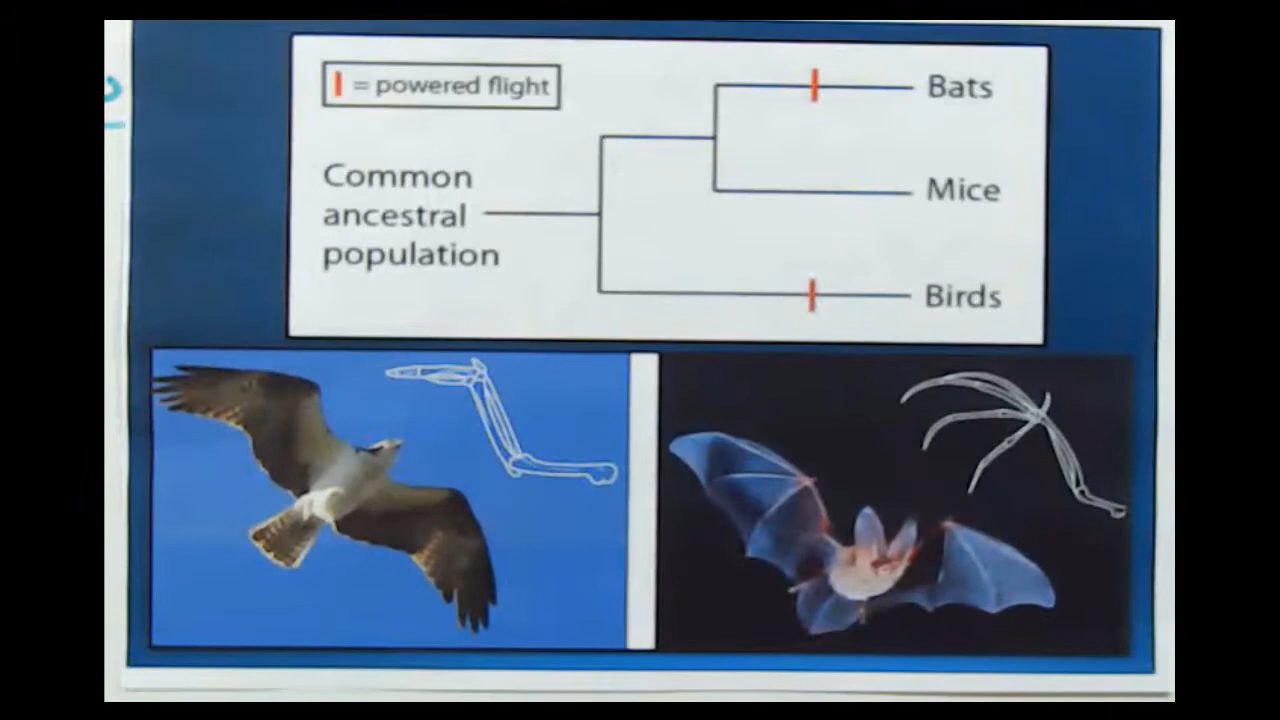 = powered flight
Common
ancestral
population
Bats
Mice
Birds